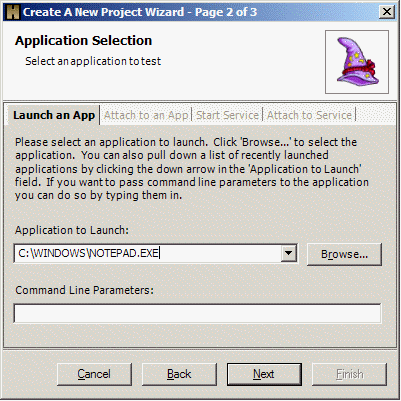 Create A New Project Wizard - Page 2 of 3
Application Selection
Select an application to test
Launch an App Attach to an App Start Service Attach to Service
Please select an application to launch. Click 'Browse...' to select the
application. You can also pull down a list of recently launched
applications by clicking the down arrow in the 'Application to Launch'
field. If you want to pass command line parameters to the application
you can do so by typing them in.
Application to Launch:
C:\WINDOWS\NOTEPAD.EXE
Browse...
Command Line Parameters:
Cancel Back Next Finish